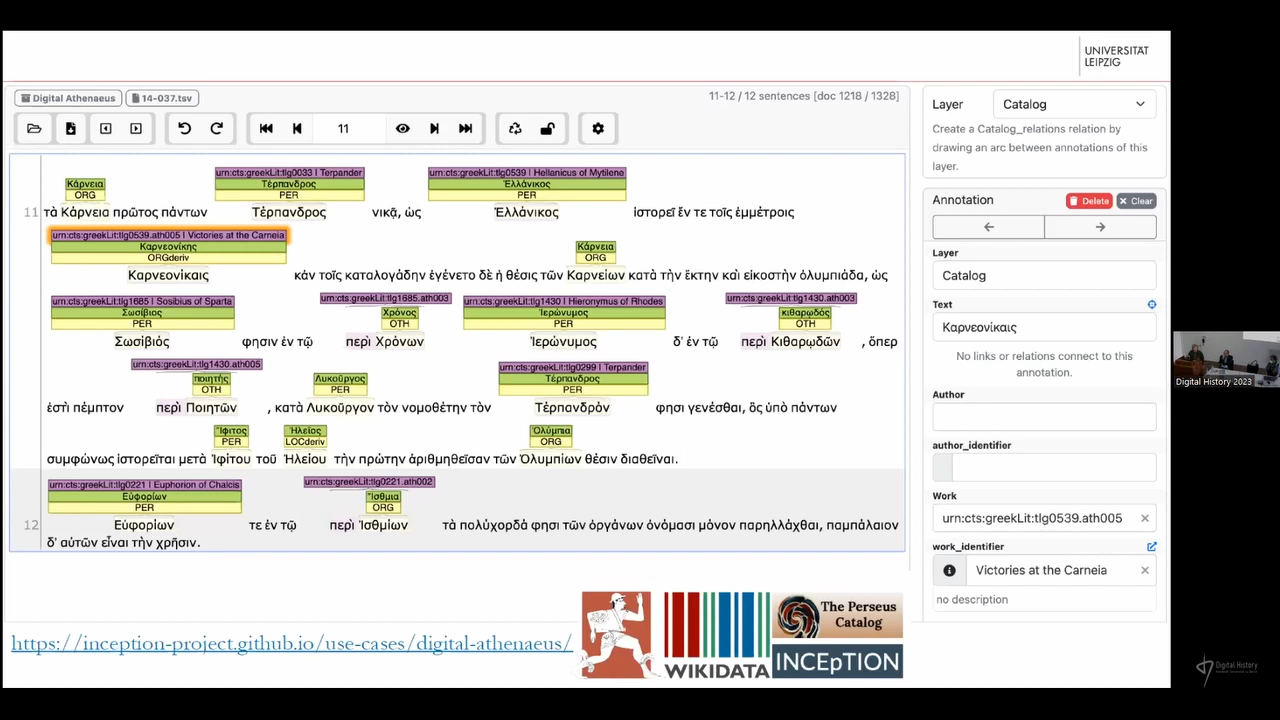 UNIVERSITÄT
LEIPZIG
Digital Athenaeus
14-037.tsv
11-12 / 12 sentences [doc 1218 / 1328]
11
Κάρνεια
ORG
urn:cts:greekLit:tlg0033 | Terpander
Τέρπανδρος
PER
urn:cts:greekLit:tlg0539 | Hellanicus of Mytilene
Ἑλλάνικος
PER
11 τὰ Κάρνεια πρῶτος πάντων Τέρπανδρος νικᾷ, ὡς Ἑλλάνικος ἱστορεῖ ἔν τε τοῖς ἐμμέτροις
urn:cts:greekLit:tlg0539.ath005 | Victories at the Carneia
Καρνεονίκης
ORGderiv
Κάρνεια
ORG
Καρνεονίκαις κἀν τοῖς καταλογάδην ἐγένετο δὲ ἡ θέσις τῶν Καρνείων κατὰ τὴν ἕκτην καὶ εἰκοστὴν ὀλυμπιάδα, ὡς
urn:cts:greekLit:tlg1685 | Sosibius of Sparta
Σωσίβιος
PER
urn:cts:greekLit:tlg1685.ath003
Χρόνος
OTH
urn:cts:greekLit:tlg1430 | Hieronymus of Rhodes
Ἱερώνυμος
PER
urn:cts:greekLit:tlg1430.ath003
κιθαρῳδός
OTH
Σωσίβιός φησιν ἐν τῷ περὶ Χρόνων Ἱερώνυμος δ' ἐν τῷ περὶ Κιθαρῳδῶν , ὅπερ
urn:cts:greekLit:tlg1430.ath005
ποιητής
OTH
Λυκοῦργος
PER
urn:cts:greekLit:tlg0299 | Terpander
Τέρπανδρος
PER
ἐστὶ πέμπτον περὶ Ποιητῶν , κατὰ Λυκοῦργον τὸν νομοθέτην τὸν Τέρπανδρόν φησι γενέσθαι, ὃς ὑπὸ πάντων
Ἴφιτος
PER
Ἠλεῖος
LOCderiv
Ὀλύμπια
ORG
συμφώνως ἱστορεῖται μετὰ Ἰφίτου τοῦ Ἠλείου τὴν πρώτην ἀριθμηθεῖσαν τῶν Ὀλυμπίων θέσιν διαθεῖναι.
urn:cts:greekLit:tlg0221 | Euphorion of Chalcis
Εὐφορίων
PER
urn:cts:greekLit:tlg0221.ath002
Ἴσθμια
ORG
12 Εὐφορίων τε ἐν τῷ περὶ Ἰσθμίων τὰ πολύχορδά φησι τῶν ὀργάνων ὀνόμασι μόνον παρηλλάχθαι, παμπάλαιον
δ' αὐτῶν εἶναι τὴν χρῆσιν.
Layer Catalog
Create a Catalog_relations relation by
drawing an arc between annotations of this
layer.
Annotation Delete Clear
Layer
Catalog
Text
Καρνεονίκαις
No links or relations connect to this
annotation.
Author
author_identifier
Work
urn:cts:greekLit:tlg0539.ath005
work_identifier
Victories at the Carneia
no description
https://inception-project.github.io/use-cases/digital-athenaeus/
WIKIDATA
The Perseus
Catalog
INCEpTION
Digital History 2023
Digital History